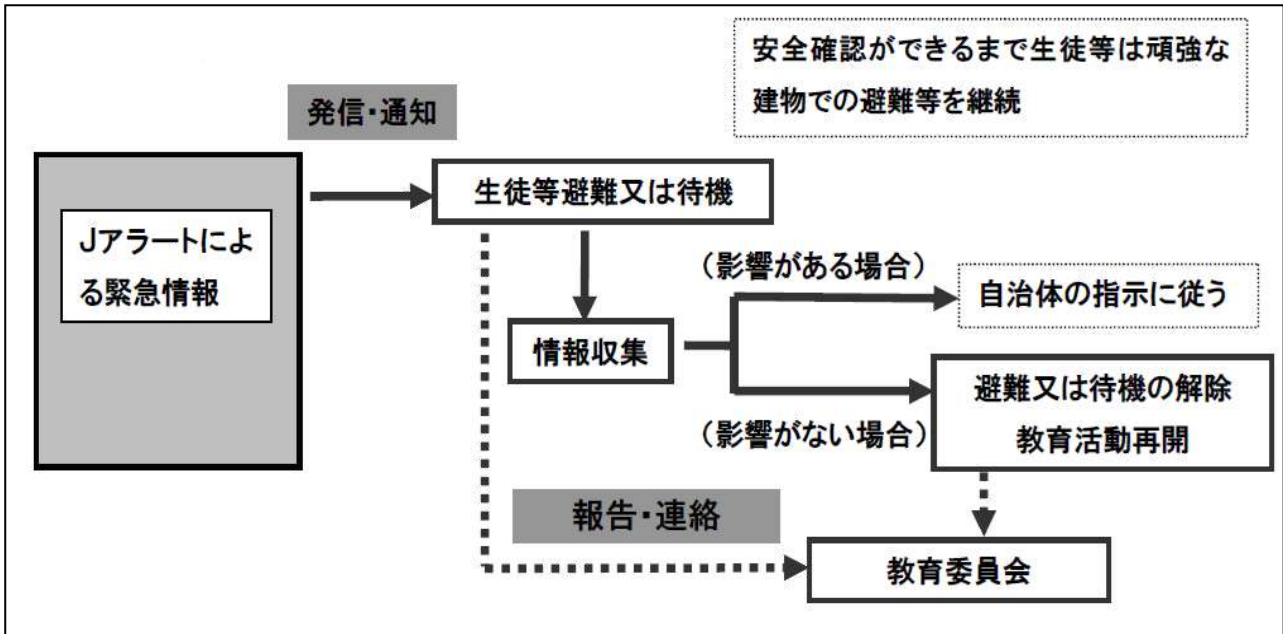 安全確認ができるまで生徒等は頑強な
建物での避難等を継続
発信・通知
Jアラートによ
る緊急情報
生徒等避難又は待機
(影響がある場合)
自治体の指示に従う
情報収集
避難又は待機の解除
教育活動再開
(影響がない場合)
報告・連絡
教育委員会